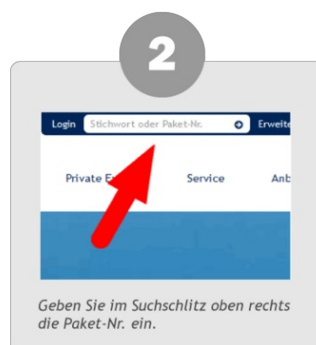 2
Login Stichwort oder Paket-Nr. Erweite
Private E Service Anb
Geben Sie im Suchschlitz oben rechts
die Paket-Nr. ein.